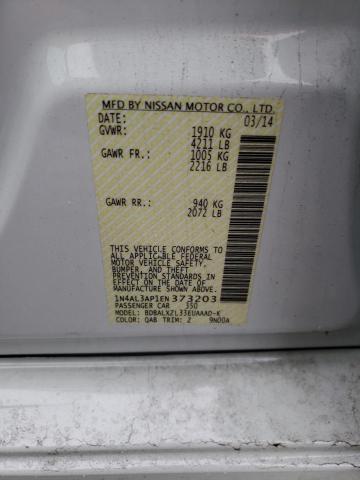 MFD BY NISSAN MOTOR CO., LTD.
DATE: 03/14
GVWR: 1910 KG
4211 LB
GAWR FR: 1005 KG
2216 LB
GAWR RR: 940 KG
2072 LB
THIS VEHICLE CONFORMS TO
ALL APPLICABLE FEDERAL
MOTOR VEHICLE SAFETY,
BUMPER, AND THEFT
PREVENTION STANDARDS
IN EFFECT ON THE DATE OF
MANUFACTURE SHOWN ABOVE.
1N4AL3AP1EN373203
PASSENGER CAR 350
MODEL: BDBALXZL33EUAAAD-K
COLOR: QAB TRIM: Z 9N00A